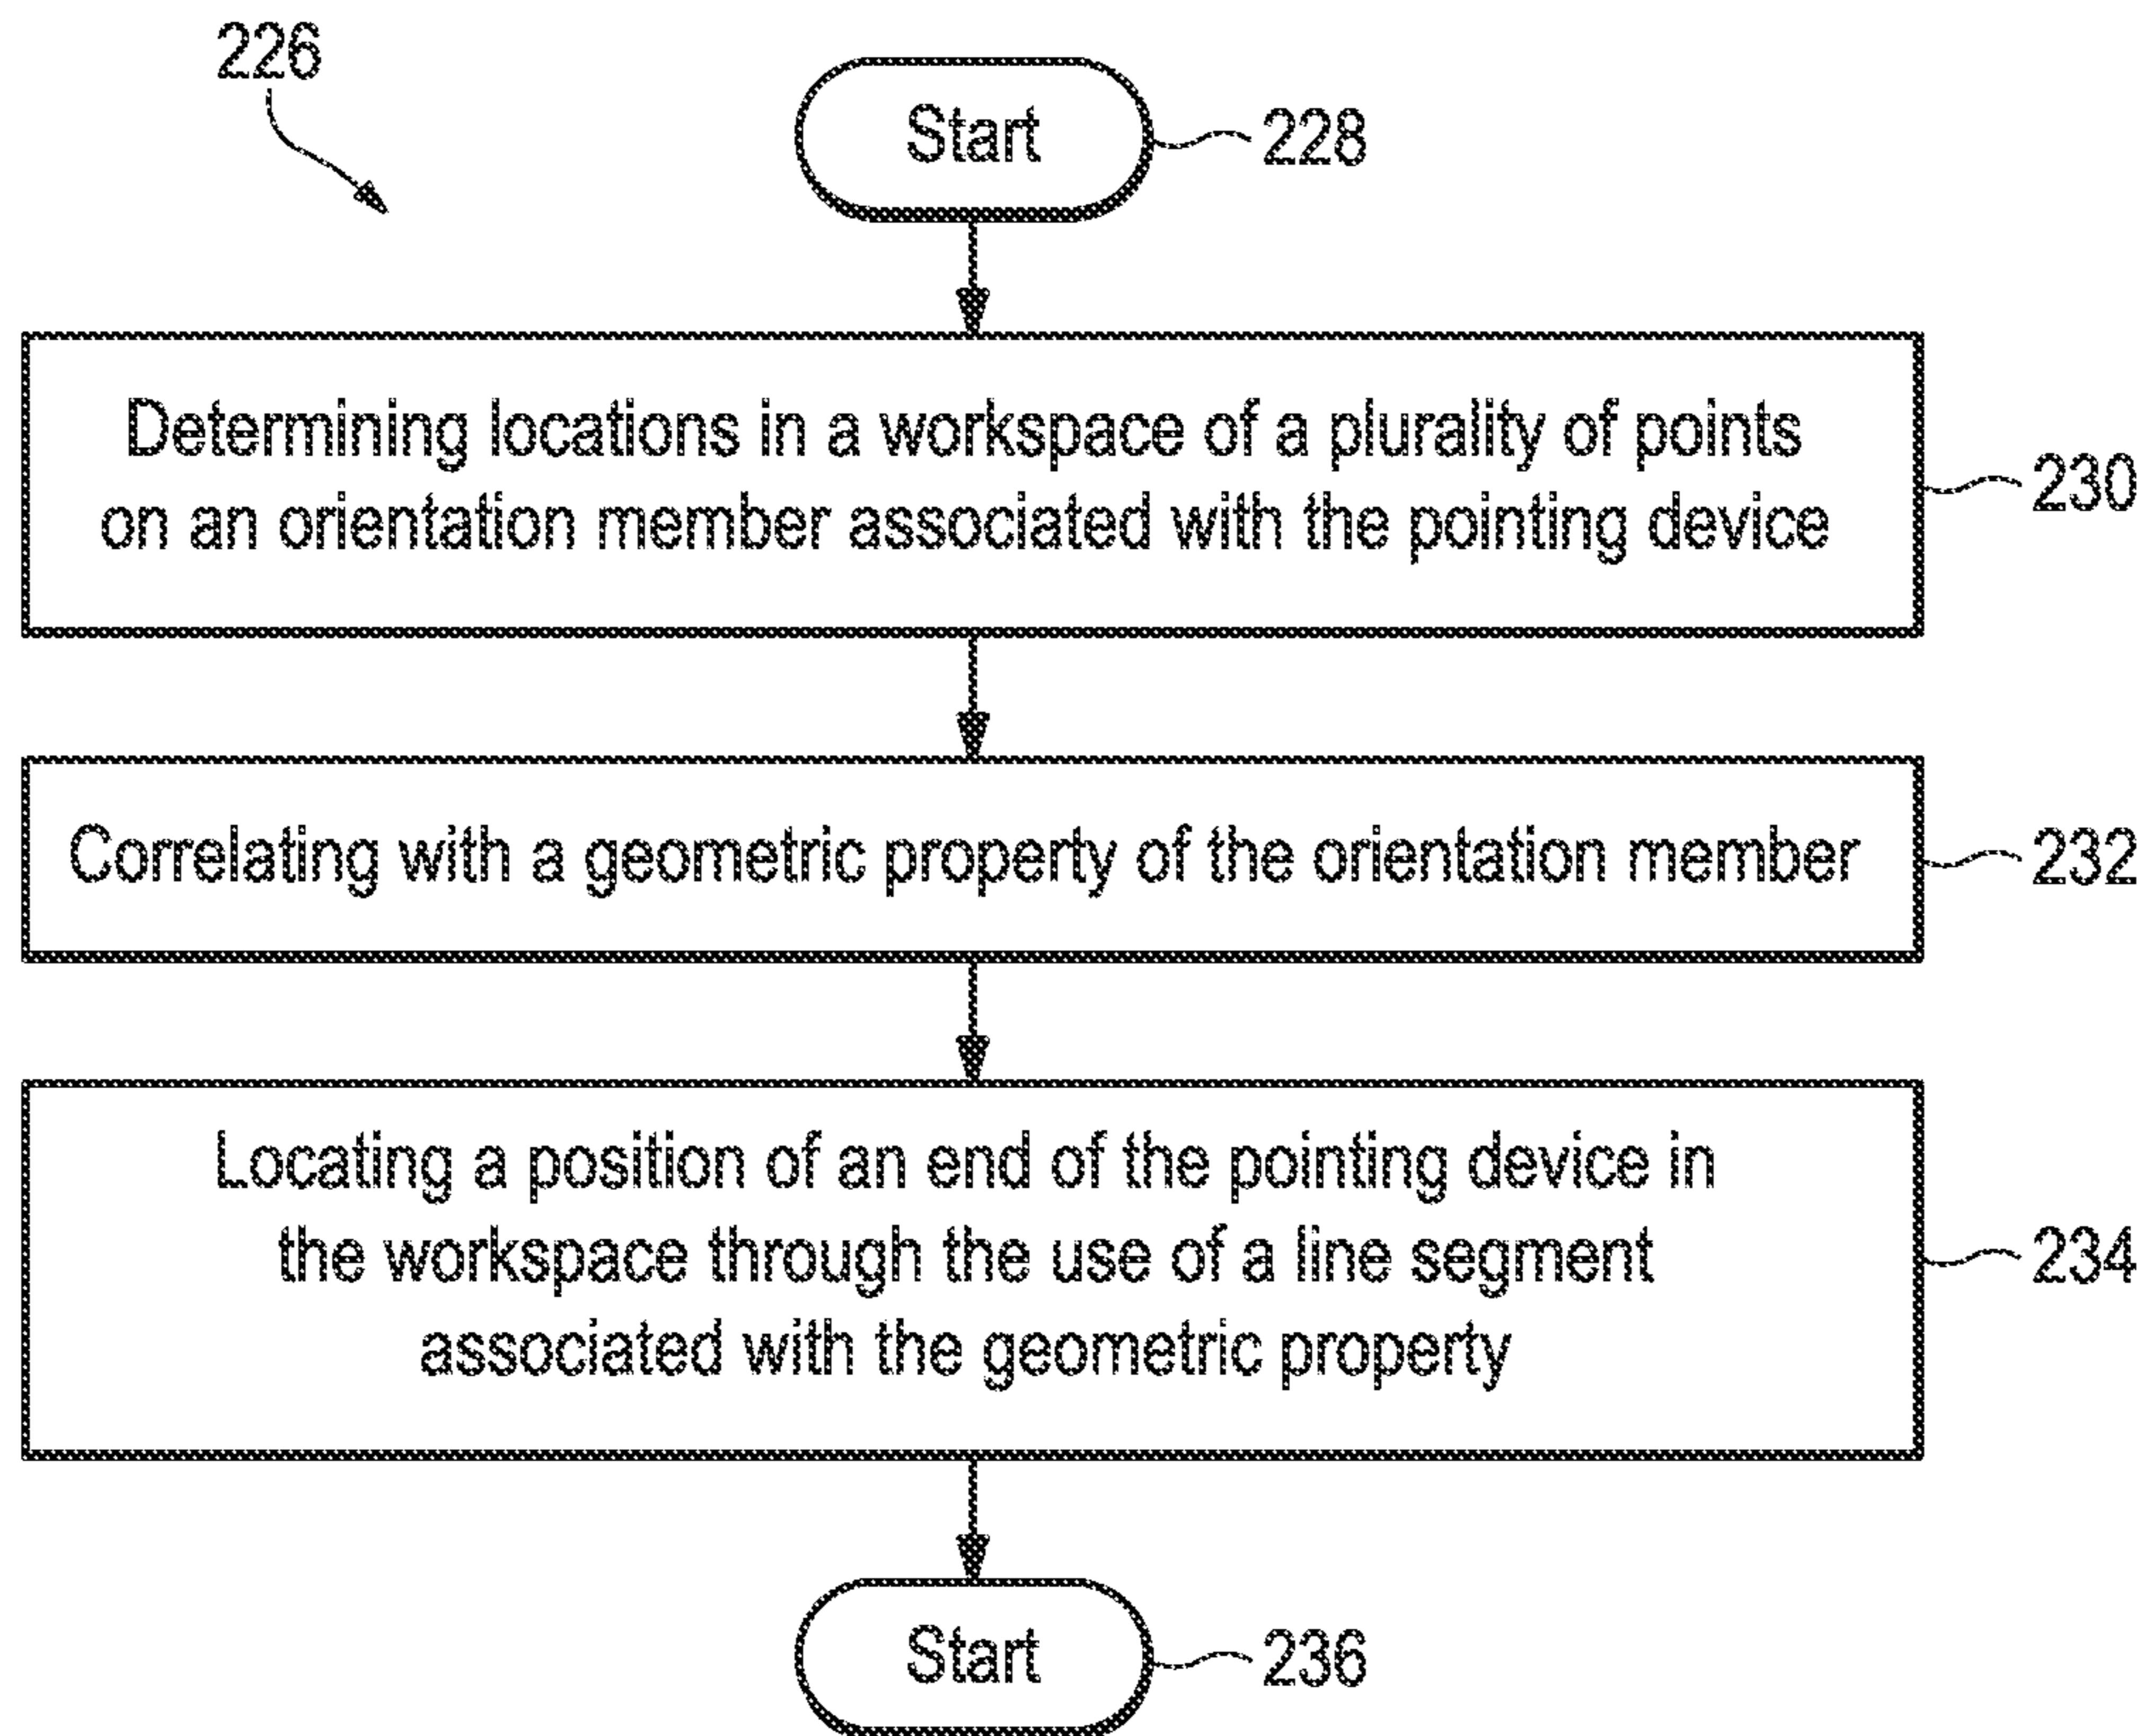 226
Start
228
Determining locations in a workspace of a plurality of points
on an orientation member associated with the pointing device
230
Correlating with a geometric property of the orientation member
232
Locating a position of an end of the pointing device in
the workspace through the use of a line segment
associated with the geometric property
234
Start
236